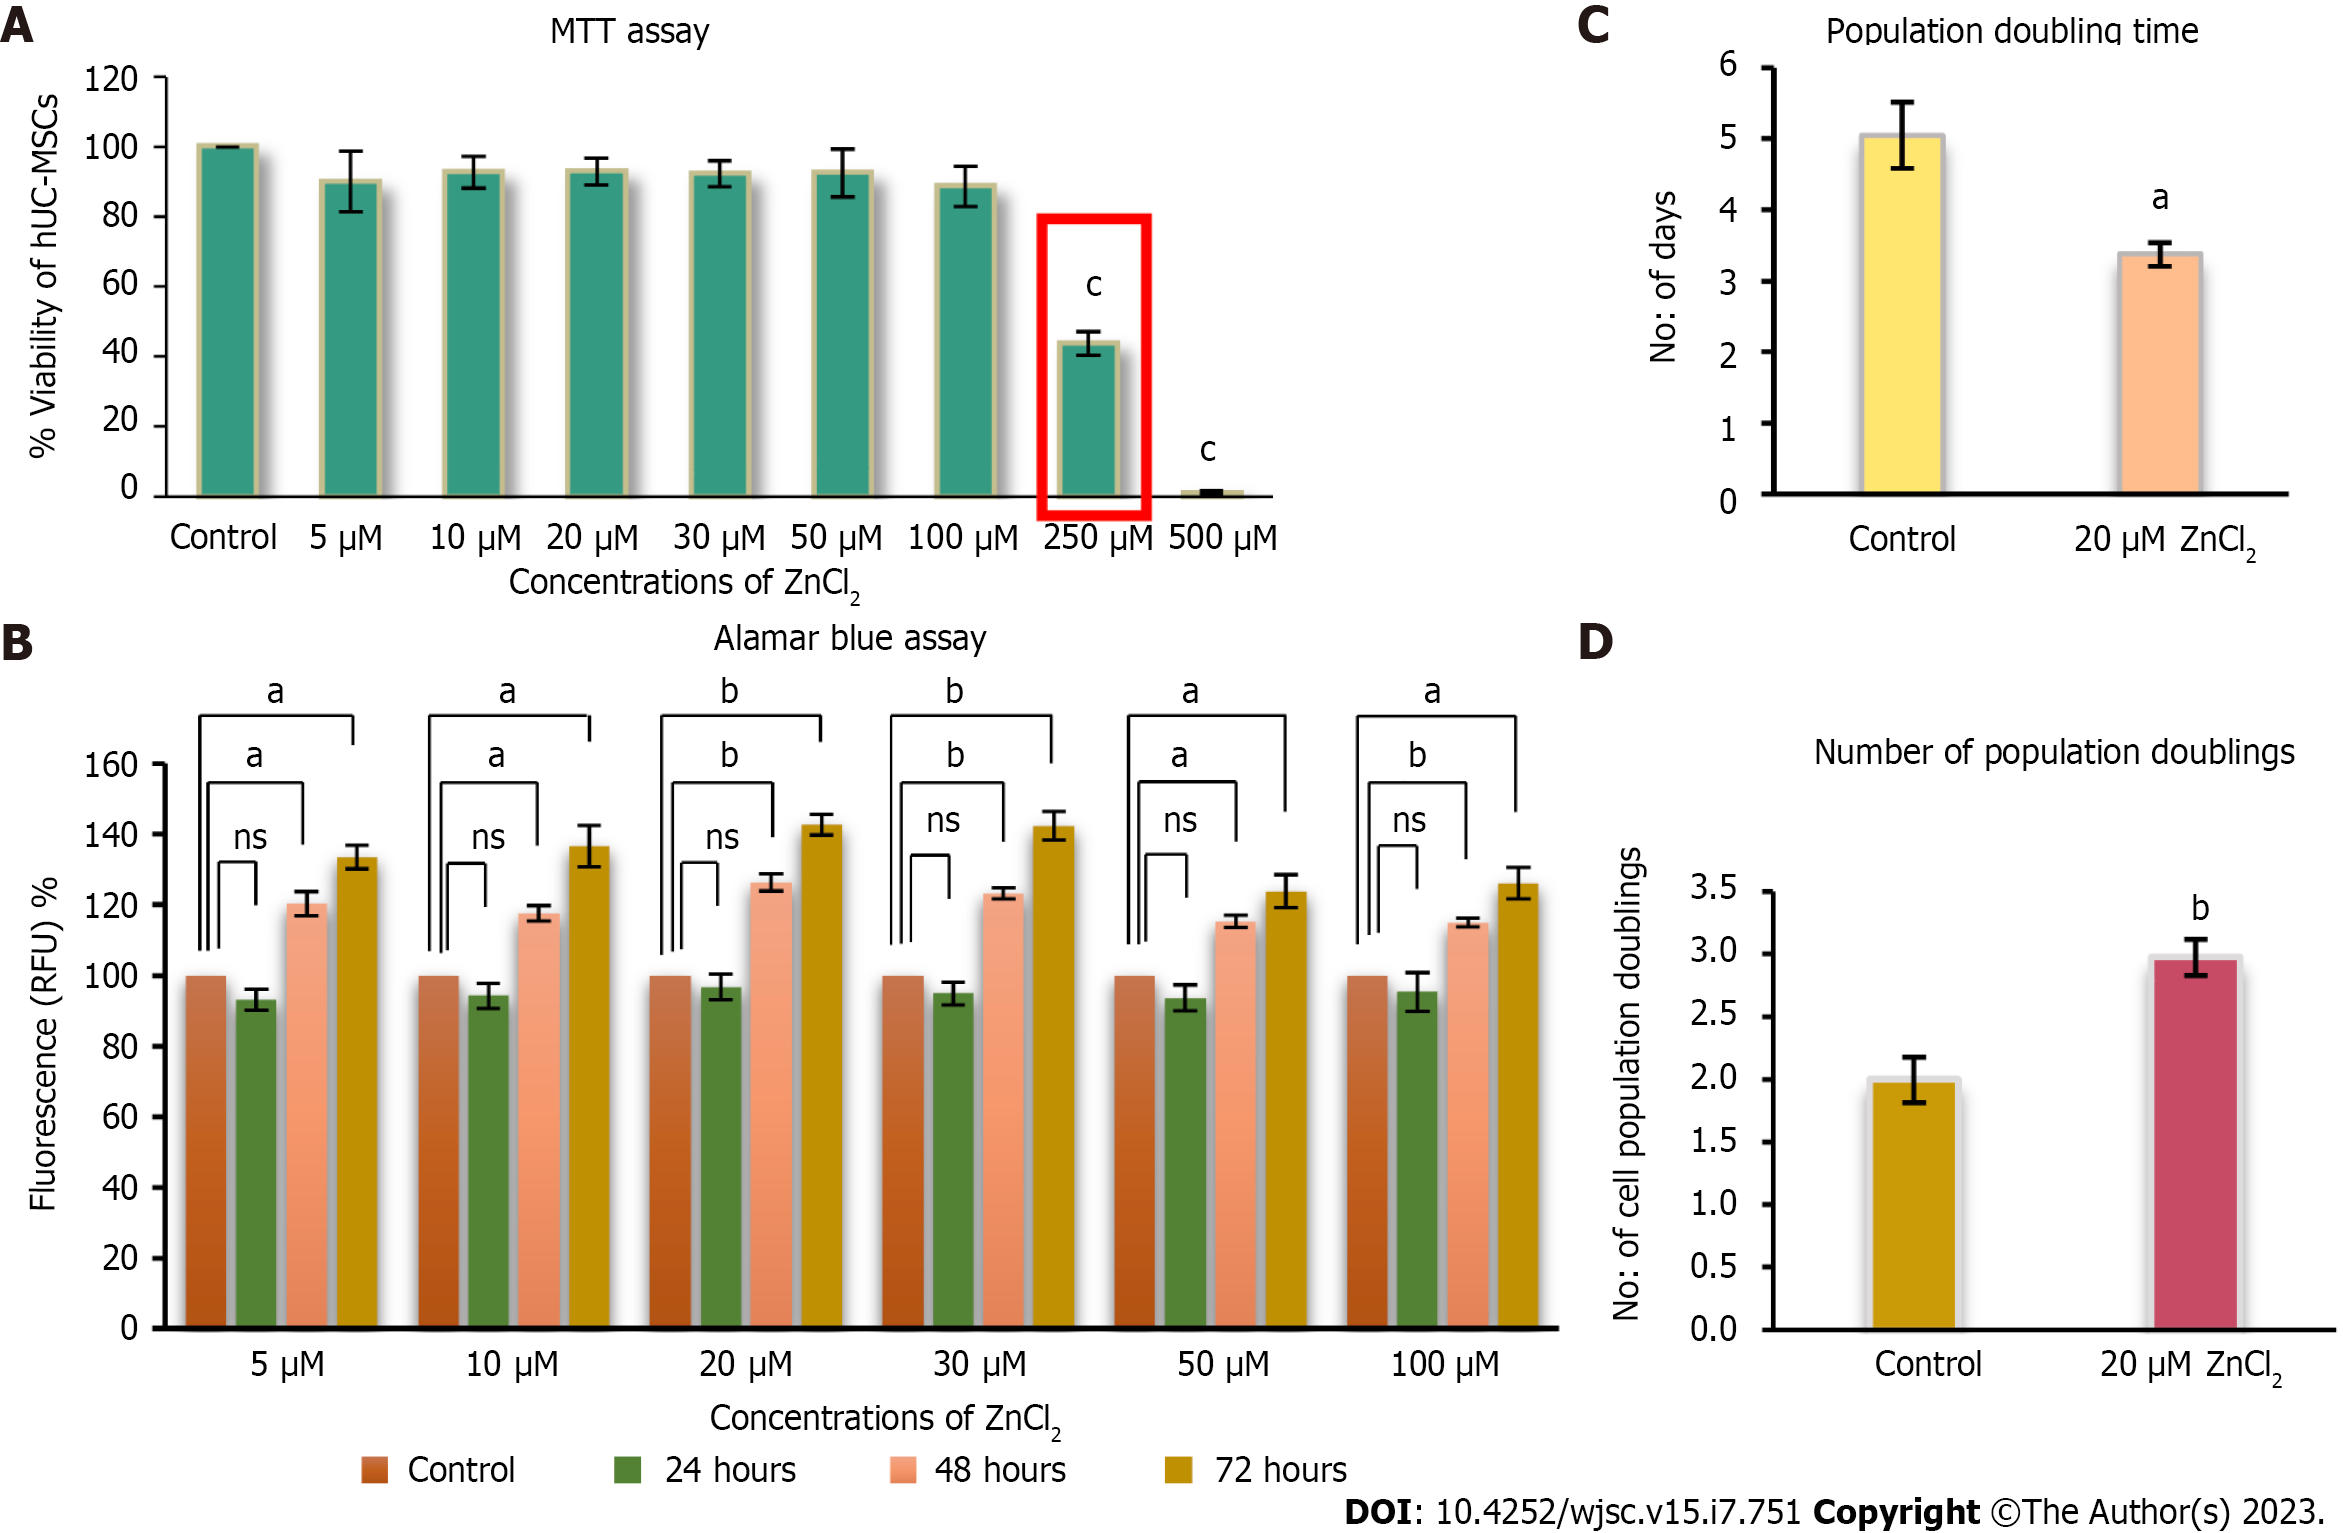 A
MTT assay
% Viability of hUC-MSCs
120
100
80
60
40
20
0
c
c
Control 5 µM 10 µM 20 µM 30 µM 50 µM 100 µM 250 µM 500 µM
Concentrations of ZnCl₂
B
Alamar blue assay
Fluorescence (RFU) %
160
140
120
100
80
60
40
20
0
a a b b a a
a a b b a b
ns ns ns ns ns ns
5 µM 10 µM 20 µM 30 µM 50 µM 100 µM
Concentrations of ZnCl₂
Control 24 hours 48 hours 72 hours
C
Population doubling time
No: of days
6
5
4
3
2
1
0
a
Control 20 µM ZnCl₂
D
Number of population doublings
No: of cell population doublings
3.5
3.0
2.5
2.0
1.5
1.0
0.5
0.0
b
Control 20 µM ZnCl₂
DOI: 10.4252/wjsc.v15.i7.751 Copyright ©The Author(s) 2023.